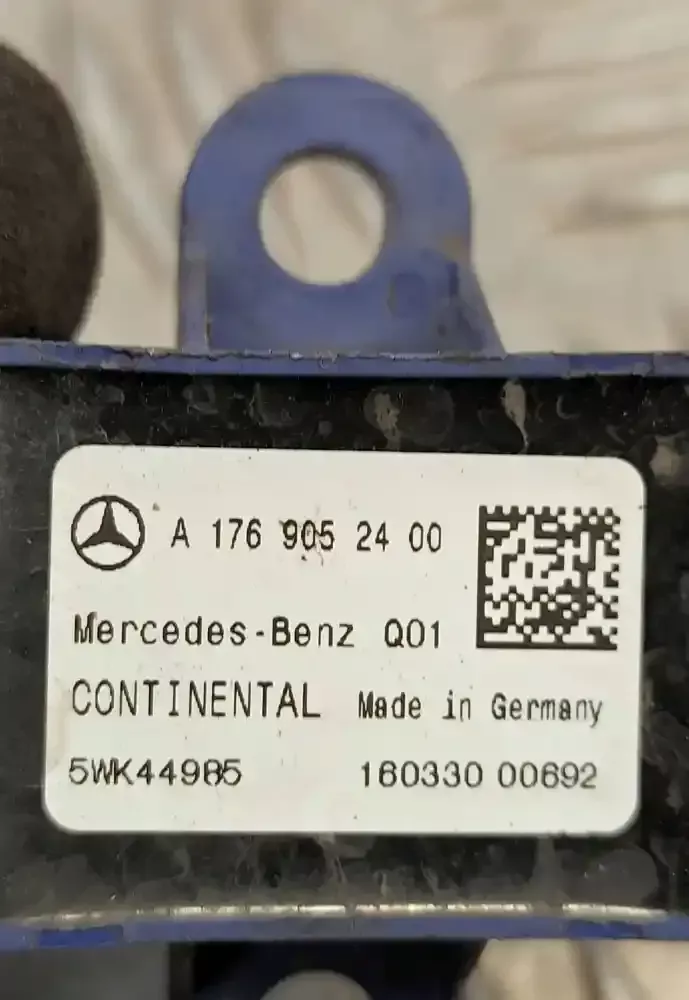 A 176 905 24 00
Mercedes-Benz Q01
CONTINENTAL Made in Germany
5WK44985 160330 00692